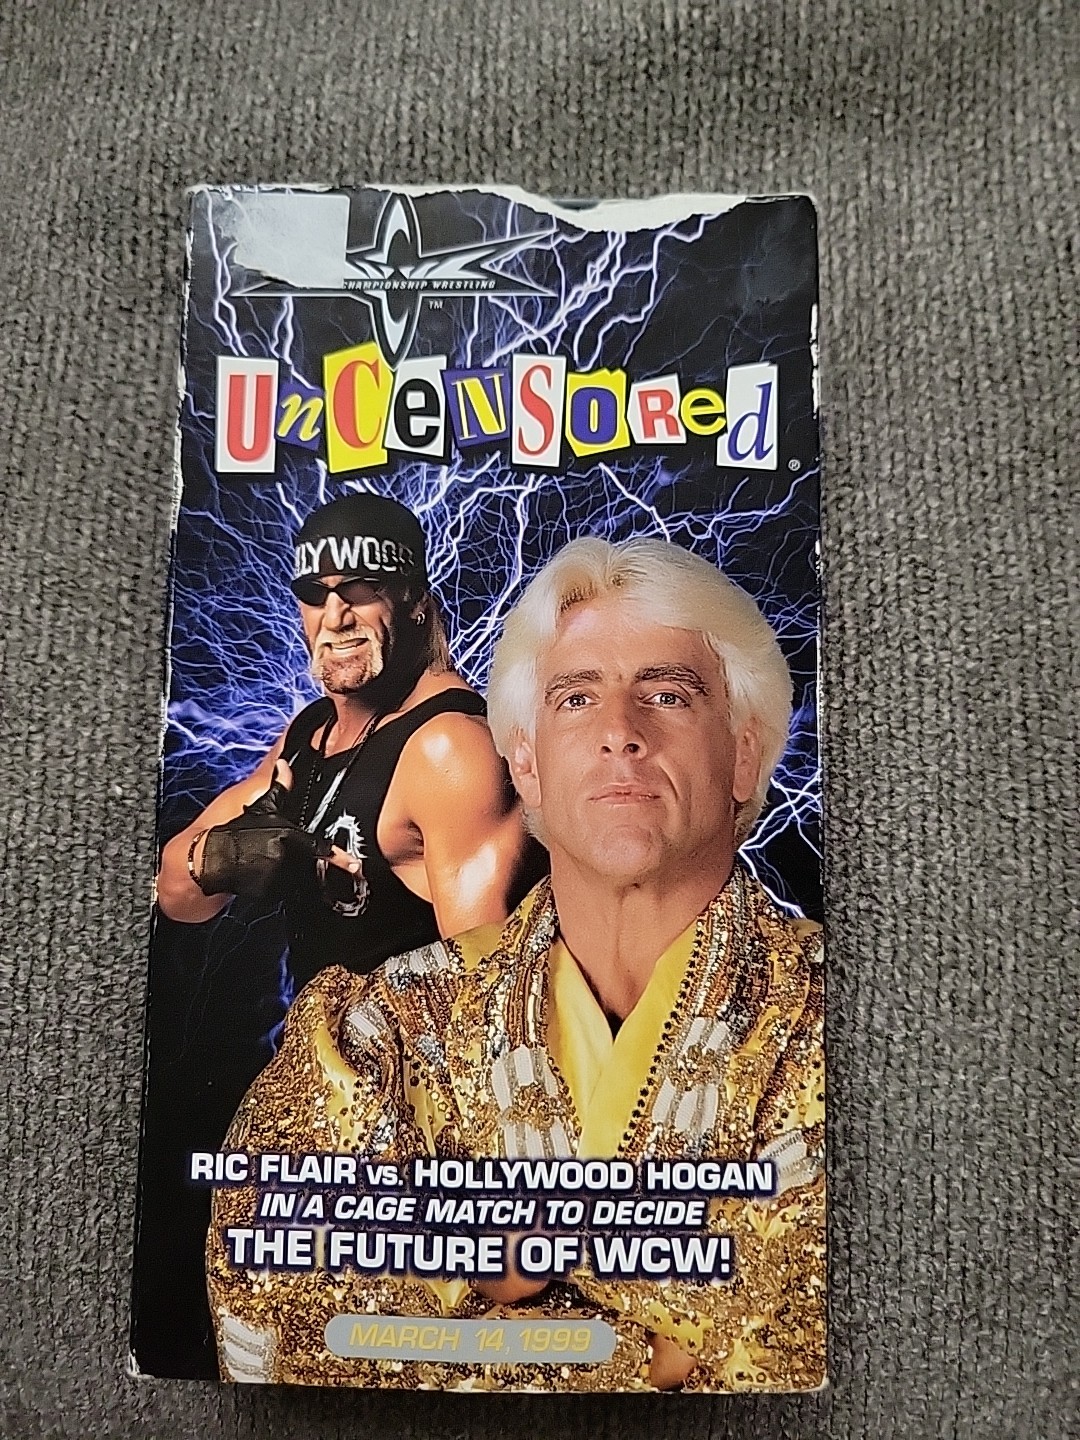 CHAMPIONSHIP WRESTLING
TM
UnCeNSoRed®
LYWOO
RIC FLAIR vs. HOLLYWOOD HOGAN
IN A CAGE MATCH TO DECIDE
THE FUTURE OF WCW!
MARCH 14, 1999